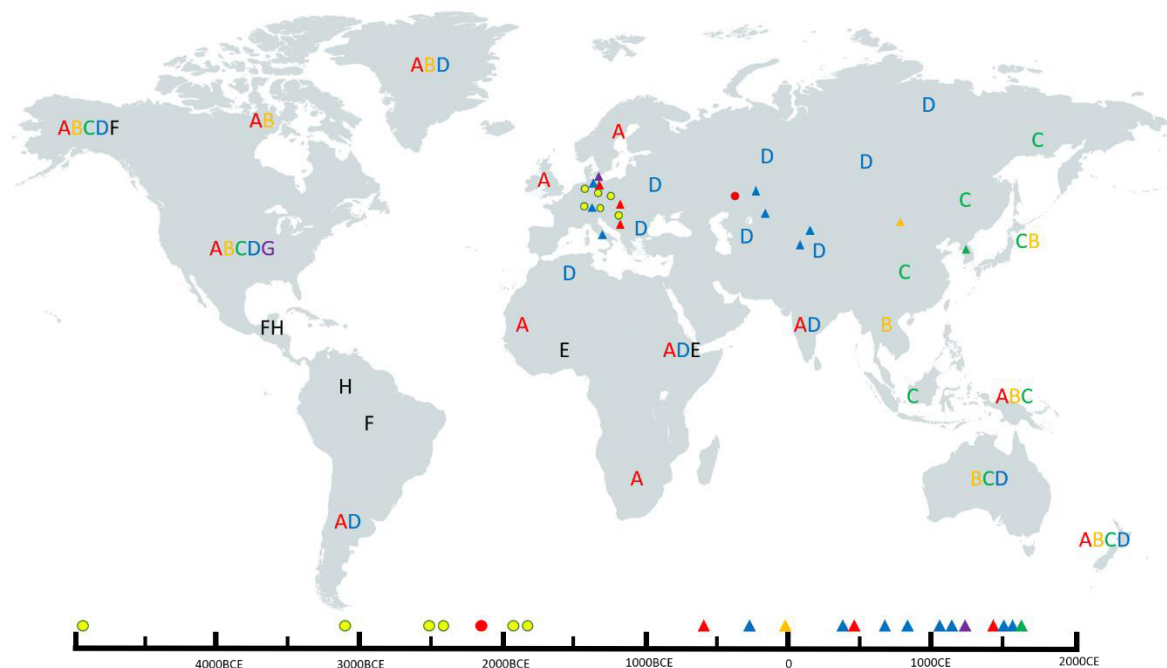 ABD
ABCDF
AB
A
D
C
A
D
D
D
C
ABCDG
D
D
D
CB
D
C
FH
A
AD
B
E
ADE
H
C
ABC
F
A
BCD
AD
ABCD
4000BCE 3000BCE 2000BCE 1000BCE 0 1000CE 2000CE